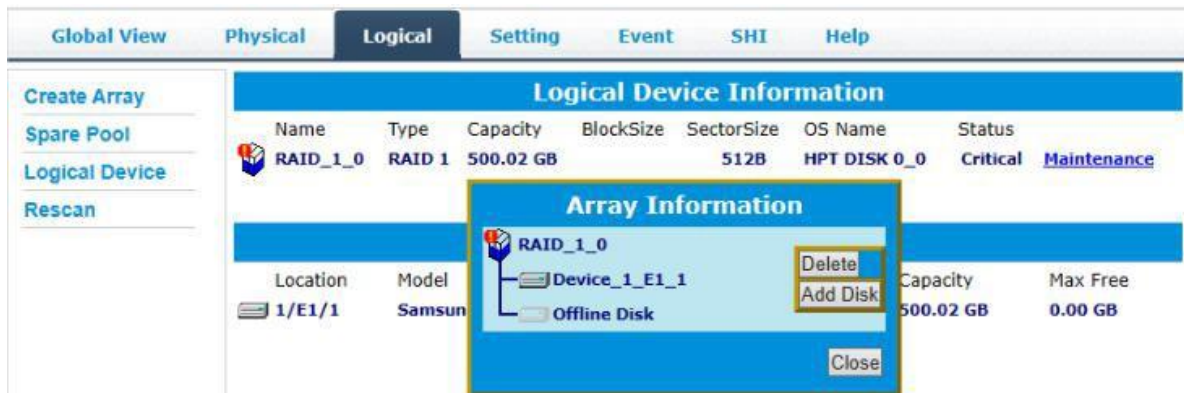 Global View Physical Logical Setting Event SHI Help
Create Array
Spare Pool
Logical Device
Rescan
Logical Device Information
Name Type Capacity BlockSize SectorSize OS Name Status
RAID_1_0 RAID 1 500.02 GB 512B HPT DISK 0_0 Critical Maintenance
Array Information
RAID_1_0
Device_1_E1_1
Offline Disk
Delete
Add Disk
Close
Location Model Capacity Max Free
1/E1/1 Samsun 500.02 GB 0.00 GB